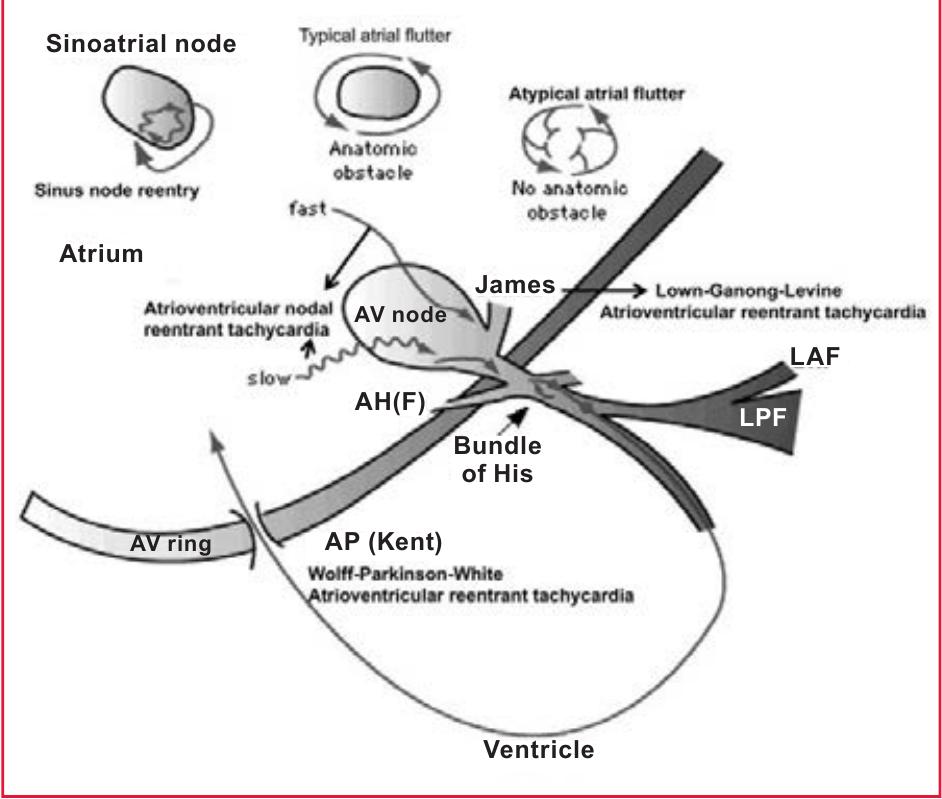 Sinoatrial node
Typical atrial flutter
Atypical atrial flutter
Anatomic
obstacle
Sinus node reentry
No anatomic
obstacle
fast
Atrium
James
Lown-Ganong-Levine
Atrioventricular reentrant tachycardia
Atrioventricular nodal
reentrant tachycardia
AV node
slow
LAF
AH(F)
LPF
Bundle
of His
AV ring
AP (Kent)
Wolff-Parkinson-White
Atrioventricular reentrant tachycardia
Ventricle